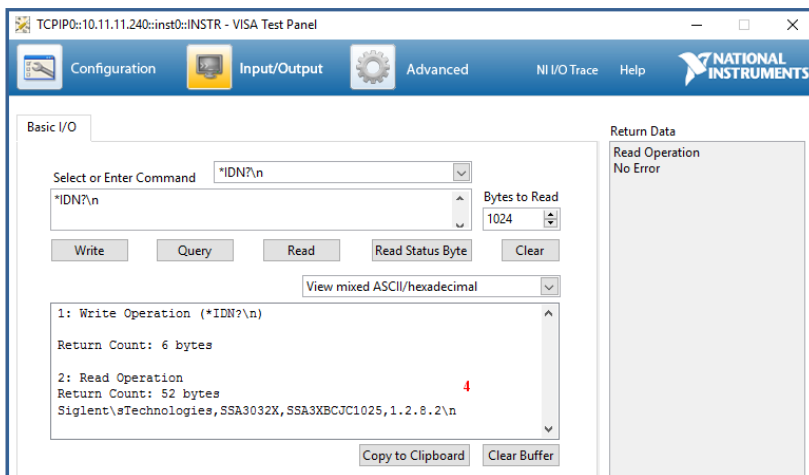 TCPIP0::10.11.11.240::inst0::INSTR - VISA Test Panel
Configuration
Input/Output
Advanced
NI I/O Trace
Help
NATIONAL INSTRUMENTS
Basic I/O
Select or Enter Command
*IDN?\n
*IDN?\n
Bytes to Read
1024
Write
Query
Read
Read Status Byte
Clear
View mixed ASCII/hexadecimal
1: Write Operation (*IDN?\n)
Return Count: 6 bytes
2: Read Operation
Return Count: 52 bytes
4
Siglent\sTechnologies,SSA3032X,SSA3XBCJC1025,1.2.8.2\n
Copy to Clipboard
Clear Buffer
Return Data
Read Operation
No Error